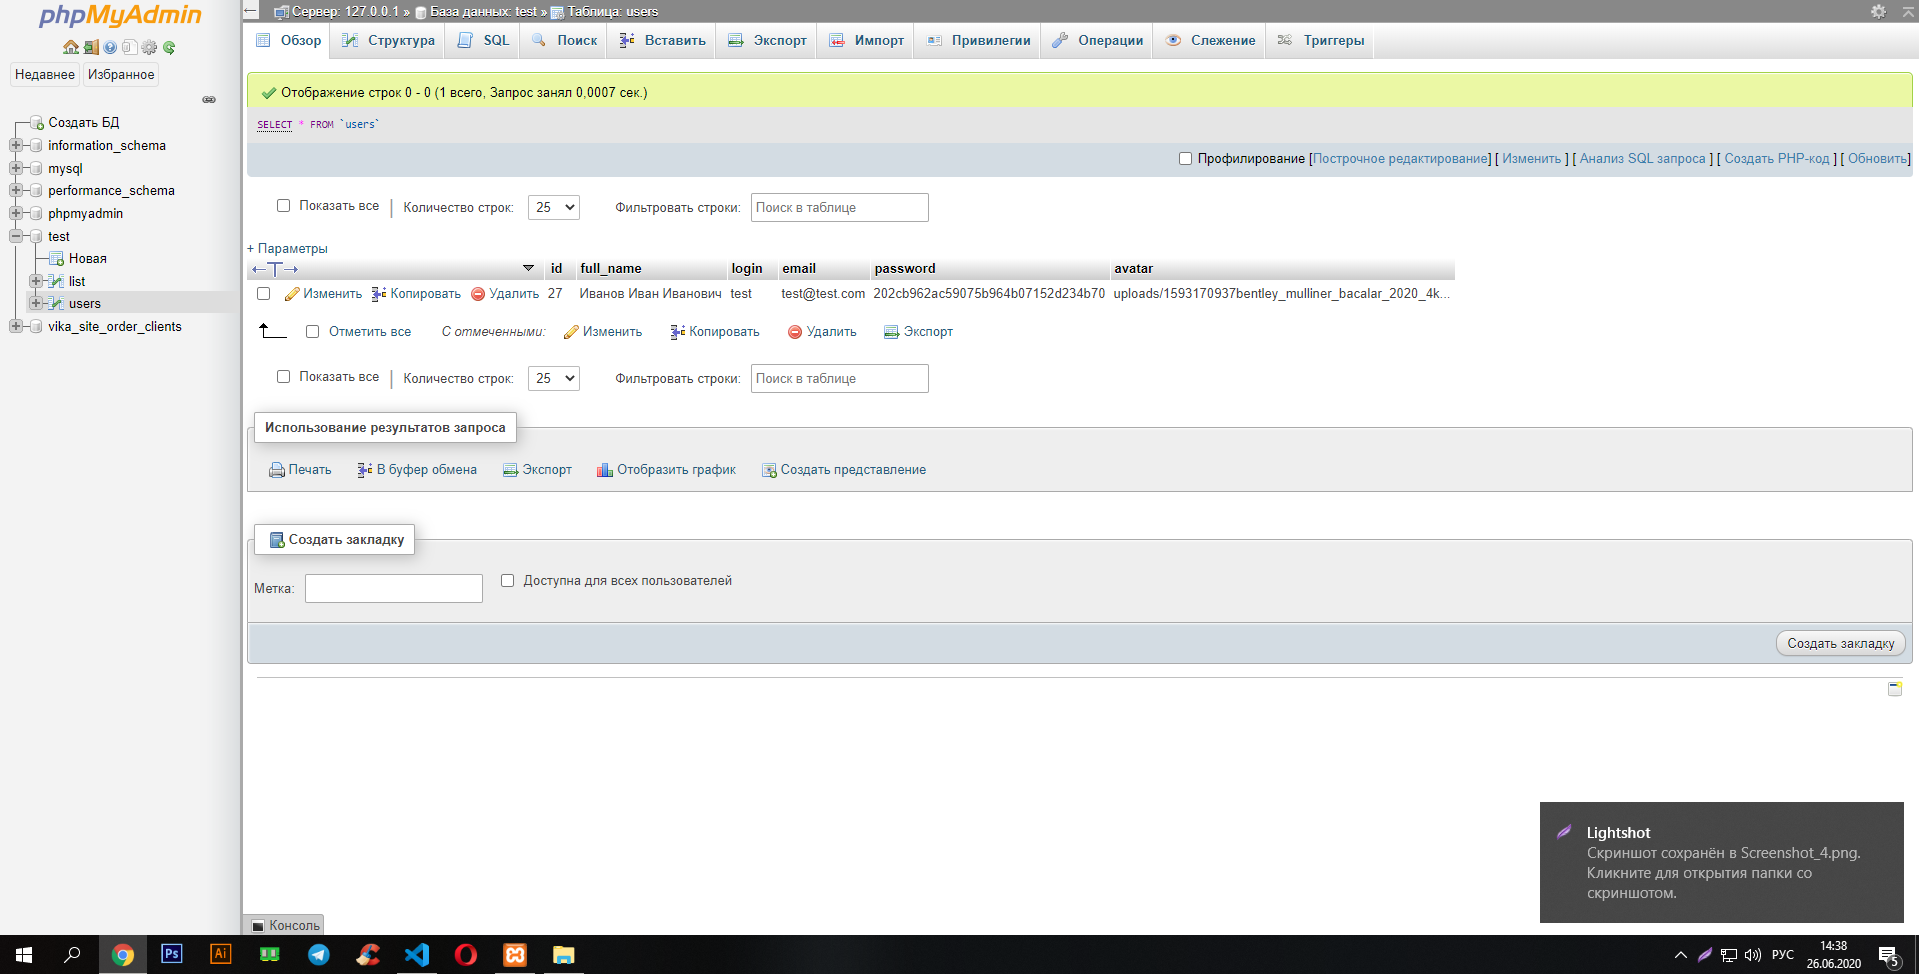 phpMyAdmin
Недавнее Избранное
Создать БД
information_schema
mysql
performance_schema
phpmyadmin
test
Новая
list
users
vika_site_order_clients
Сервер: 127.0.0.1 » База данных: test » Таблица: users
Обзор Структура SQL Поиск Вставить Экспорт Импорт Привилегии Операции Слежение Триггеры
Отображение строк 0 - 0 (1 всего, Запрос занял 0,0007 сек.)
SELECT * FROM `users`
Профилирование [Построчное редактирование] [ Изменить ] [ Анализ SQL запроса ] [ Создать PHP-код ] [ Обновить]
Показать все | Количество строк: 25 Фильтровать строки: Поиск в таблице
+ Параметры
←T→ id full_name login email password avatar
Изменить Копировать Удалить 27 Иванов Иван Иванович test test@test.com 202cb962ac59075b964b07152d234b70 uploads/1593170937bentley_mulliner_bacalar_2020_4k...
Отметить все С отмеченными: Изменить Копировать Удалить Экспорт
Показать все | Количество строк: 25 Фильтровать строки: Поиск в таблице
Использование результатов запроса
Печать В буфер обмена Экспорт Отобразить график Создать представление
Создать закладку
Метка: Доступна для всех пользователей
Создать закладку
Lightshot
Скриншот сохранён в Screenshot_4.png.
Кликните для открытия папки со
скриншотом.
Консоль
Ps Ai РУС 14:38
26.06.2020 5